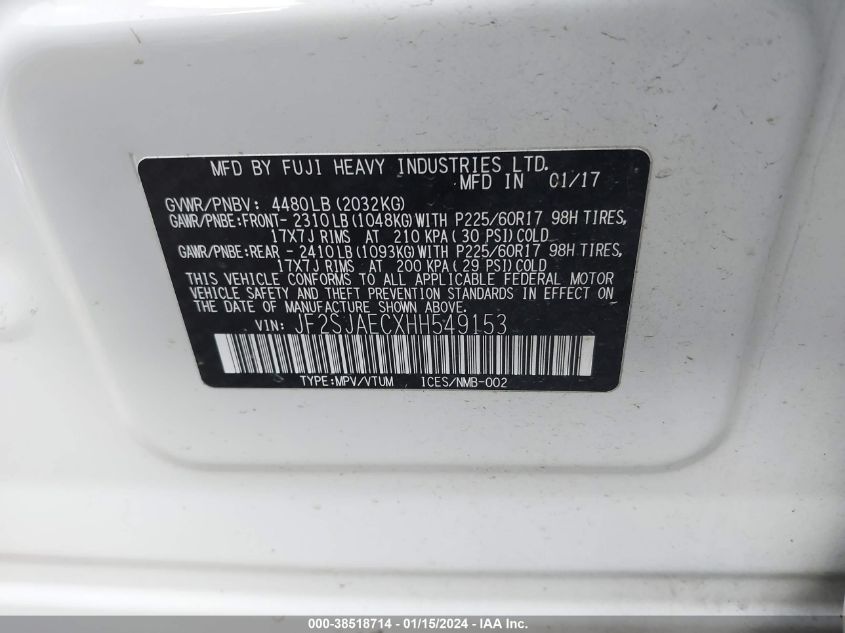 MFD BY FUJI HEAVY INDUSTRIES LTD.
MFD IN 01/17
GVWR/PNBV: 4480LB (2032KG)
GAWR/PNBE:FRONT- 2310LB (1048KG) WITH P225/60R17 98H TIRES,
17X7J RIMS AT 210 KPA (30 PSI) COLD
GAWR/PNBE:REAR - 2410LB (1093KG) WITH P225/60R17 98H TIRES,
17X7J RIMS AT 200 KPA (29 PSI) COLD
THIS VEHICLE CONFORMS TO ALL APPLICABLE FEDERAL MOTOR
VEHICLE SAFETY AND THEFT PREVENTION STANDARDS IN EFFECT ON
THE DATE OF MANUFACTURE SHOWN ABOVE.
VIN: JF2SJAECXHH549153
TYPE:MPV/VTUM ICES/NMB-002
000-38518714 - 01/15/2024 - IAA Inc.